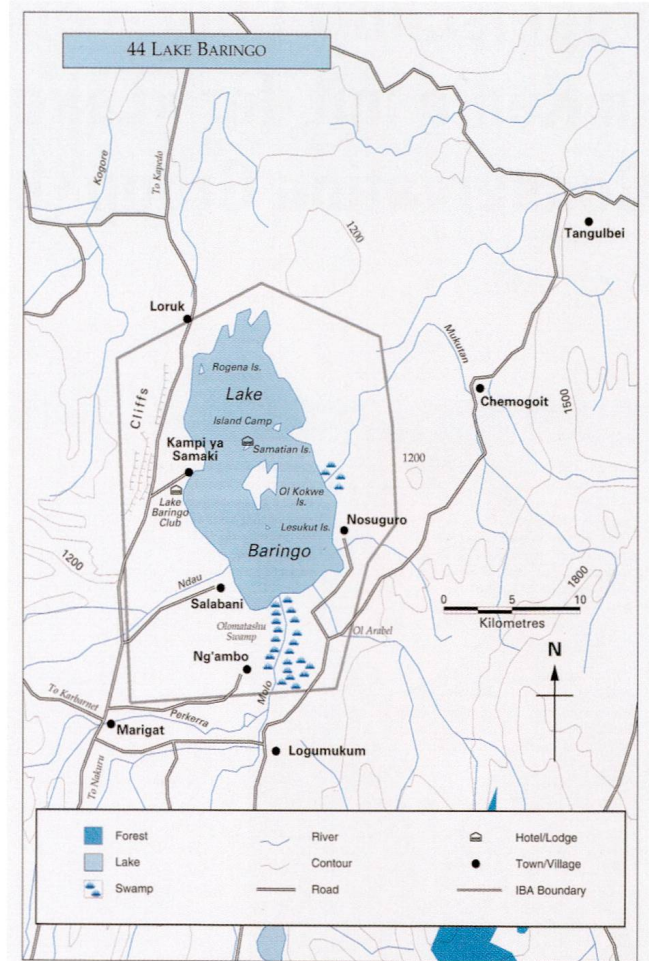 44 LAKE BARINGO
Kogore
To Kapedo
1200
Tangulbei
Loruk
Mukutan
Rogena Is.
Cliffs
Lake
Chemogoit
1500
Island Camp
Kampi ya
Samaki
Samatian Is.
1200
Ol Kokwe
Is.
Lake
Baringo
Club
Lesukut Is.
Nosuguro
Baringo
1200
Ndau
1800
Salabani
0 5 10
Kilometres
Olomatashu
Swamp
Ol Arabel
N
Ng'ambo
Molo
To Karbarnet
Perkerra
Marigat
Logumukum
To Nakuru
Forest
River
Hotel/Lodge
Lake
Contour
Town/Village
Swamp
Road
IBA Boundary